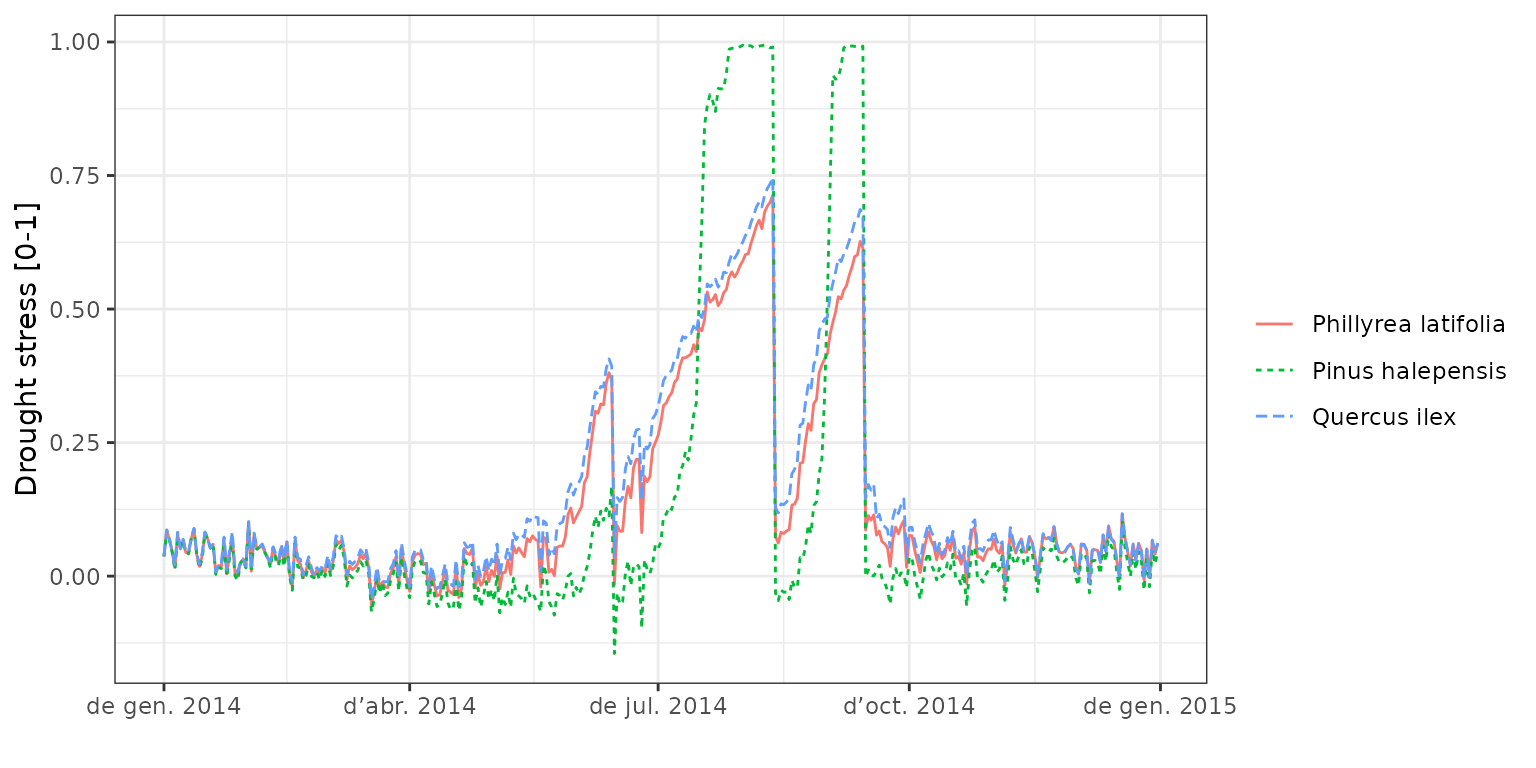 Drought stress [0-1]
1.00
0.75
0.50
0.25
0.00
de gen. 2014
d’abr. 2014
de jul. 2014
d’oct. 2014
de gen. 2015
Phillyrea latifolia
Pinus halepensis
Quercus ilex